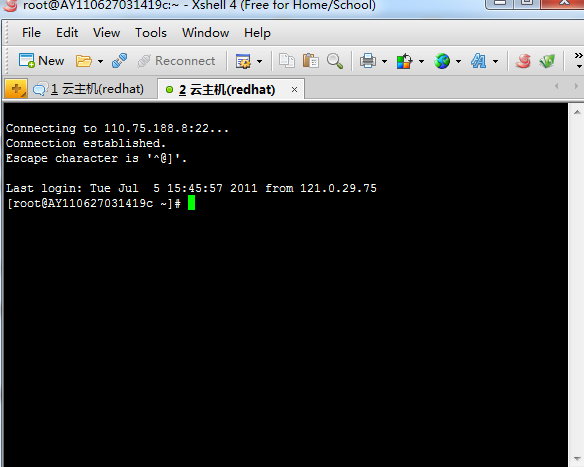 root@AY110627031419c:~ - Xshell 4 (Free for Home/School)
File Edit View Tools Window Help
New Reconnect
1 云主机(redhat) 2 云主机(redhat)
Connecting to 110.75.188.8:22...
Connection established.
Escape character is '^@]'.
Last login: Tue Jul  5 15:45:57 2011 from 121.0.29.75
[root@AY110627031419c ~]#